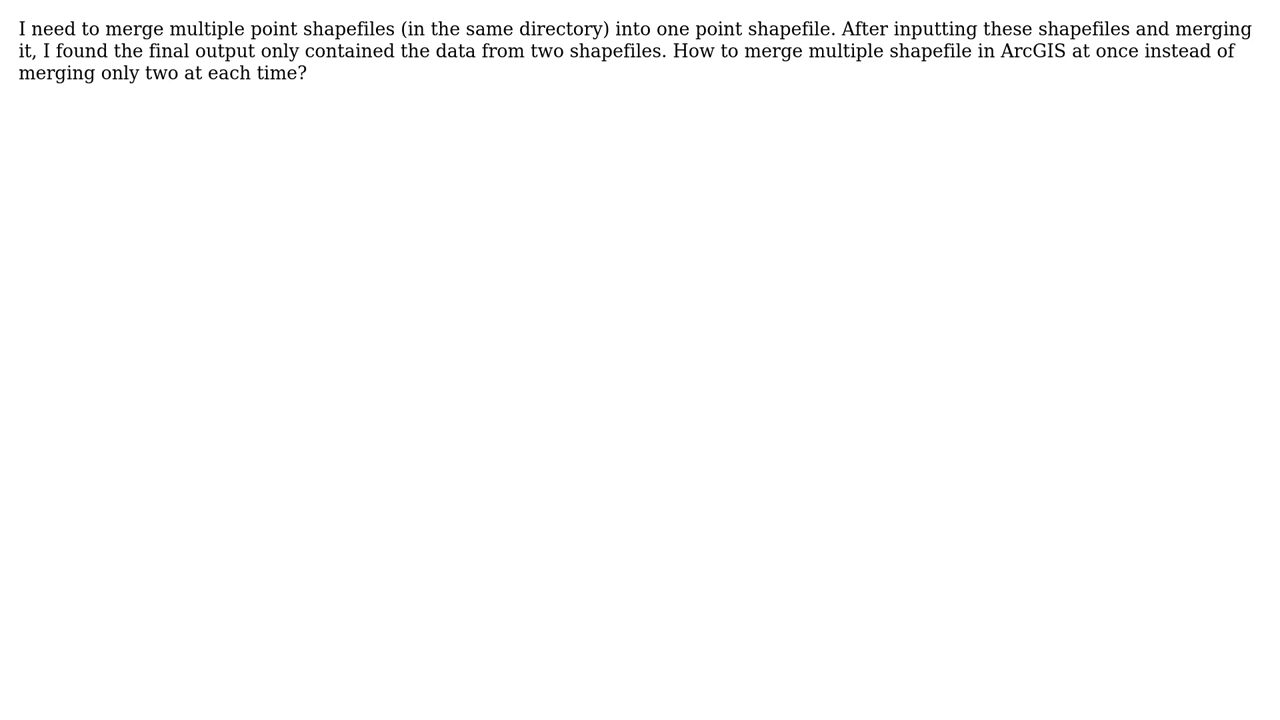 I need to merge multiple point shapefiles (in the same directory) into one point shapefile. After inputting these shapefiles and merging
it, I found the final output only contained the data from two shapefiles. How to merge multiple shapefile in ArcGIS at once instead of
merging only two at each time?